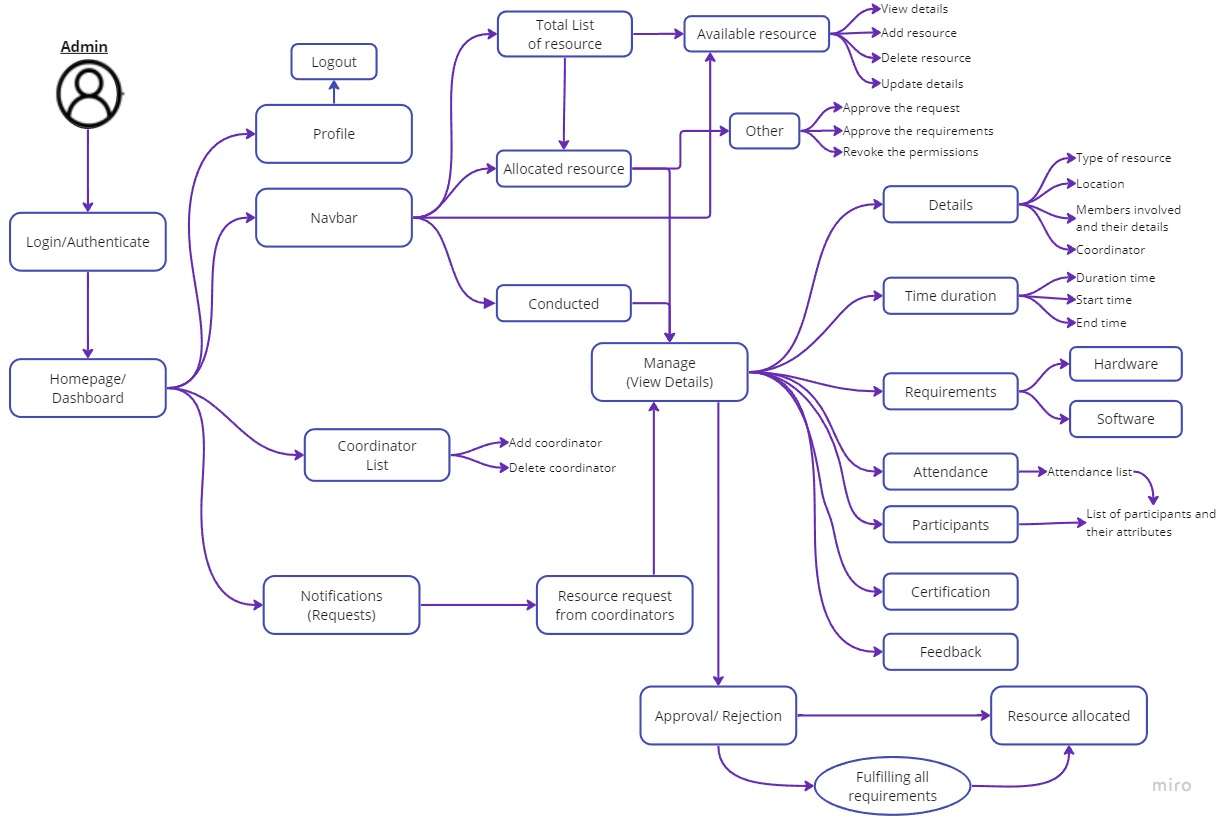 Admin
Login/Authenticate
Homepage/
Dashboard
Logout
Profile
Navbar
Coordinator
List
Add coordinator
Delete coordinator
Notifications
(Requests)
Resource request
from coordinators
Total List
of resource
Allocated resource
Conducted
Available resource
View details
Add resource
Delete resource
Update details
Other
Approve the request
Approve the requirements
Revoke the permissions
Manage
(View Details)
Details
Type of resource
Location
Members involved
and their details
Coordinator
Time duration
Duration time
Start time
End time
Requirements
Hardware
Software
Attendance
Attendance list
Participants
List of participants and
their attributes
Certification
Feedback
Approval/ Rejection
Resource allocated
Fulfilling all
requirements
miro